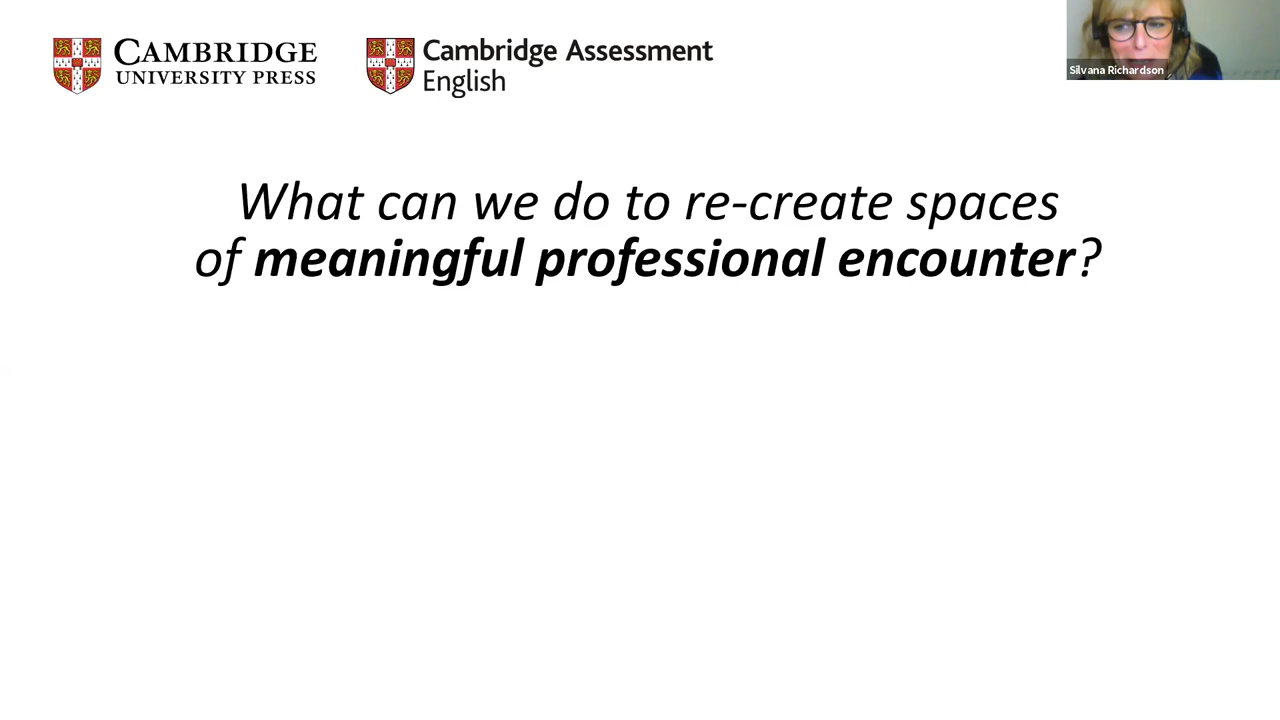 CAMBRIDGE
UNIVERSITY PRESS
Cambridge Assessment
English
Silvana Richardson
What can we do to re-create spaces
of meaningful professional encounter?